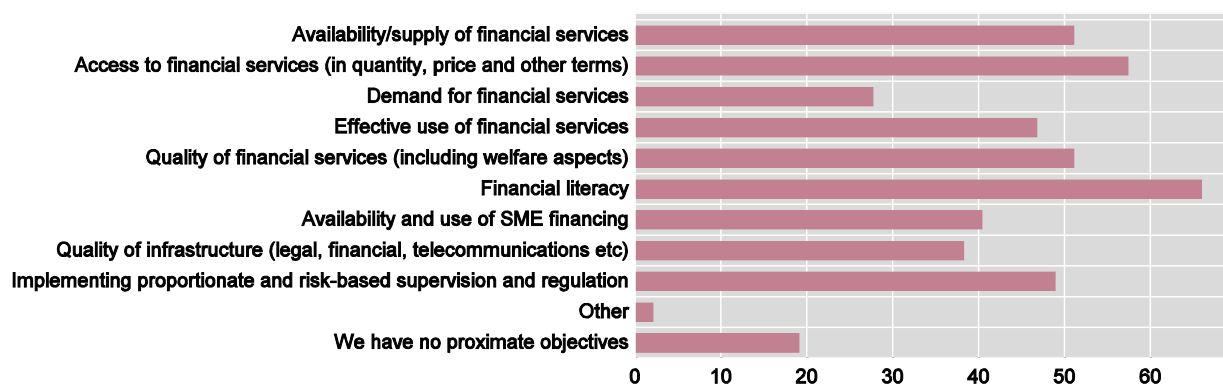 Availability/supply of financial services
Access to financial services (in quantity, price and other terms)
Demand for financial services
Effective use of financial services
Quality of financial services (including welfare aspects)
Financial literacy
Availability and use of SME financing
Quality of infrastructure (legal, financial, telecommunications etc)
Implementing proportionate and risk-based supervision and regulation
Other
We have no proximate objectives
0 10 20 30 40 50 60